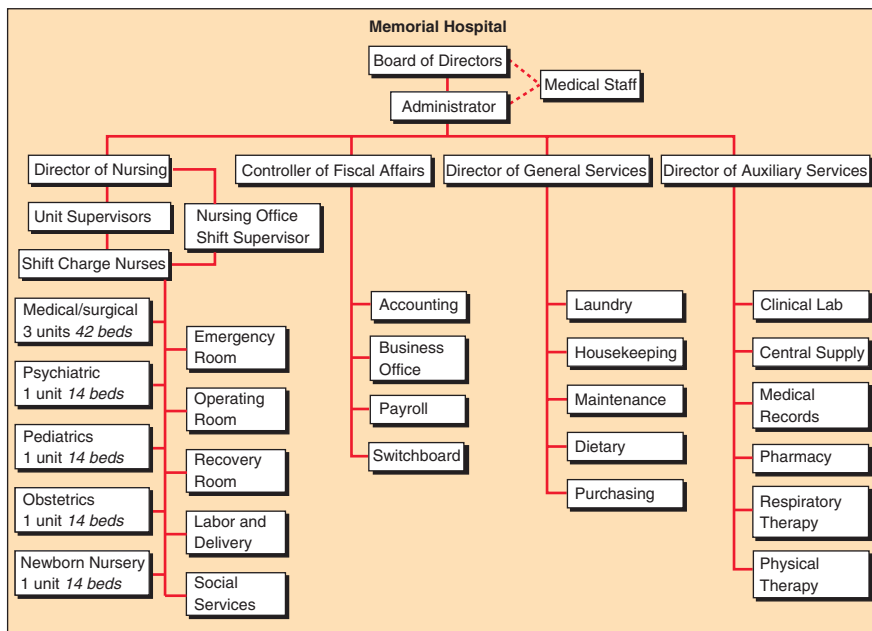 Memorial Hospital
Board of Directors
Medical Staff
Administrator
Director of Nursing
Controller of Fiscal Affairs
Director of General Services
Director of Auxiliary Services
Unit Supervisors
Nursing Office
Shift Supervisor
Shift Charge Nurses
Medical/surgical
3 units 42 beds
Psychiatric
1 unit 14 beds
Pediatrics
1 unit 14 beds
Obstetrics
1 unit 14 beds
Newborn Nursery
1 unit 14 beds
Emergency
Room
Operating
Room
Recovery
Room
Labor and
Delivery
Social
Services
Accounting
Business
Office
Payroll
Switchboard
Laundry
Housekeeping
Maintenance
Dietary
Purchasing
Clinical Lab
Central Supply
Medical
Records
Pharmacy
Respiratory
Therapy
Physical
Therapy